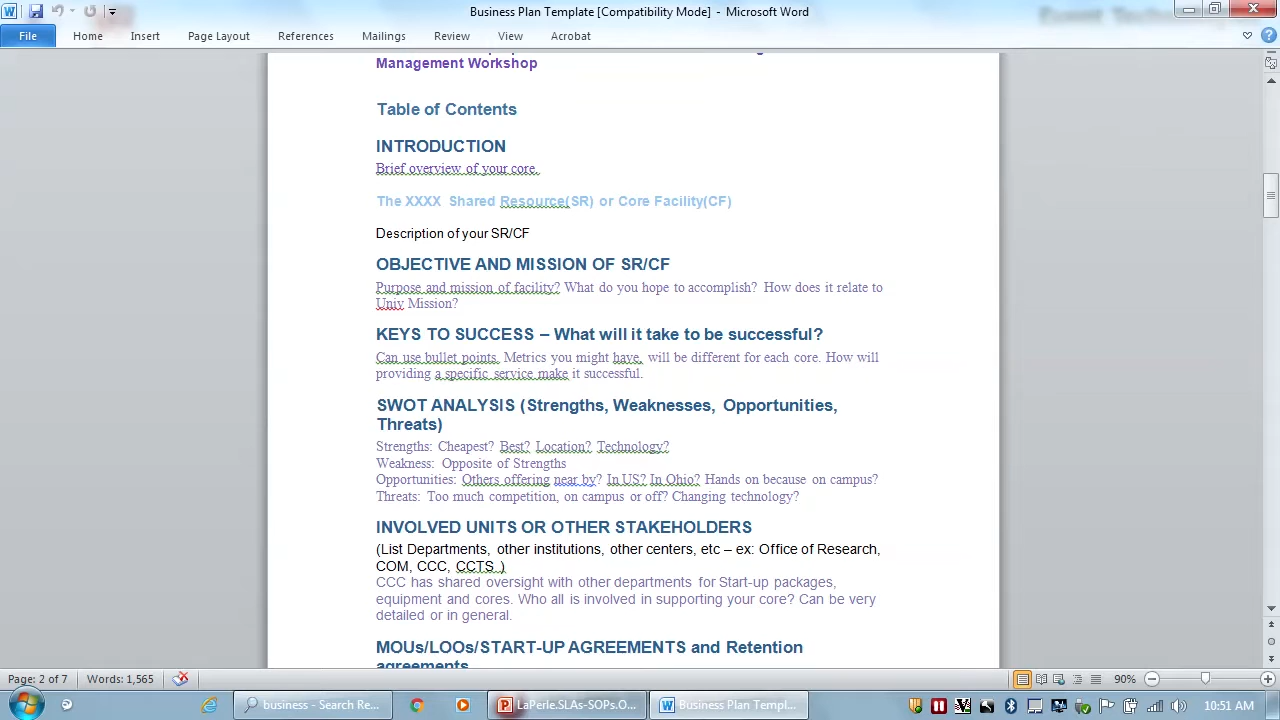 Business Plan Template [Compatibility Mode] - Microsoft Word
File Home Insert Page Layout References Mailings Review View Acrobat
Management Workshop
Table of Contents
INTRODUCTION
Brief overview of your core.
The XXXX Shared Resource(SR) or Core Facility(CF)
Description of your SR/CF
OBJECTIVE AND MISSION OF SR/CF
Purpose and mission of facility? What do you hope to accomplish? How does it relate to
Univ Mission?
KEYS TO SUCCESS – What will it take to be successful?
Can use bullet points. Metrics you might have, will be different for each core. How will
providing a specific service make it successful.
SWOT ANALYSIS (Strengths, Weaknesses, Opportunities,
Threats)
Strengths: Cheapest? Best? Location? Technology?
Weakness: Opposite of Strengths
Opportunities: Others offering near by? In US? In Ohio? Hands on because on campus?
Threats: Too much competition, on campus or off? Changing technology?
INVOLVED UNITS OR OTHER STAKEHOLDERS
(List Departments, other institutions, other centers, etc – ex: Office of Research,
COM, CCC, CCTS.)
CCC has shared oversight with other departments for Start-up packages,
equipment and cores. Who all is involved in supporting your core? Can be very
detailed or in general.
MOUs/LOOs/START-UP AGREEMENTS and Retention
agreements
Page: 2 of 7 Words: 1,565 90%
business - Search Re... LaPerle.SLAs-SOPs.O... Business Plan Templ... 10:51 AM